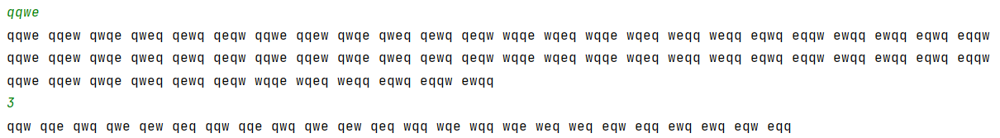 qqwe
qqwe qqew qwqe qweq qewq qeqw qqwe qqew qwqe qweq qewq qeqw wqqe wqeq wqqe wqeq weqq weqq eqwq eqqw ewqq ewqq eqwq eqqw
qqwe qqew qwqe qweq qewq qeqw qqwe qqew qwqe qweq qewq qeqw wqqe wqeq wqqe wqeq weqq weqq eqwq eqqw ewqq ewqq eqwq eqqw
qqwe qqew qwqe qweq qewq qeqw wqqe wqeq weqq eqwq eqqw ewqq
3
qqw qqe qwq qwe qew qeq qqw qqe qwq qwe qew qeq wqq wqe wqq wqe weq weq eqw eqq ewq ewq eqw eqq